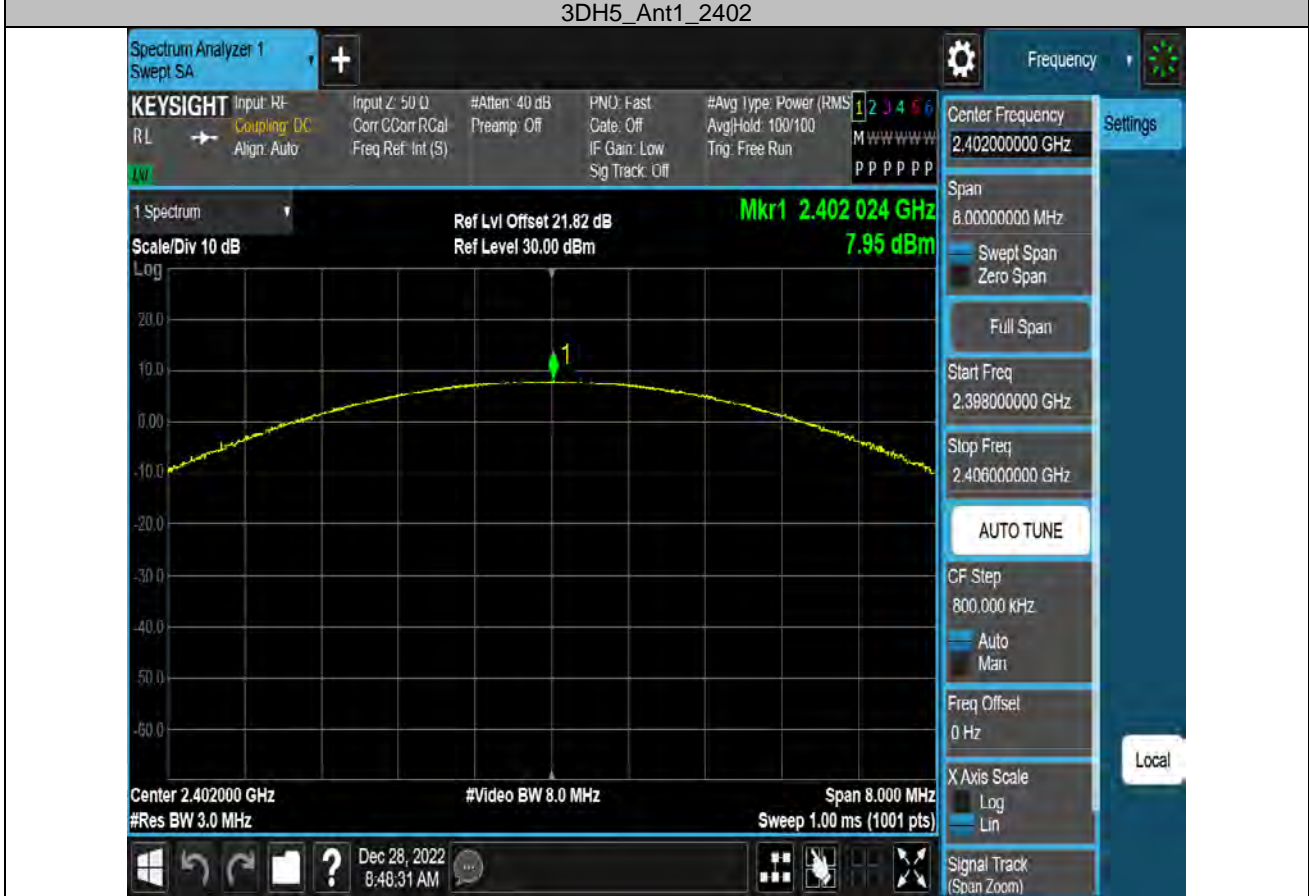 3DH5_Ant1_2402
Spectrum Analyzer 1
Swept SA
+
Frequency
KEYSIGHT
RL
LXI
Input: RF
Coupling: DC
Align: Auto
Input Z: 50 Ω
Corr CCorr RCal
Freq Ref: Int (S)
#Atten: 40 dB
Preamp: Off
PNO: Fast
Gate: Off
IF Gain: Low
Sig Track: Off
#Avg Type: Power (RMS
Avg|Hold: 100/100
Trig: Free Run
1 2 3 4 5 6
M W W W W W
P P P P P P
Center Frequency
2.402000000 GHz
Settings
Span
8.00000000 MHz
Swept Span
Zero Span
Full Span
Start Freq
2.398000000 GHz
Stop Freq
2.406000000 GHz
AUTO TUNE
CF Step
800.000 kHz
Auto
Man
Freq Offset
0 Hz
X Axis Scale
Log
Lin
Signal Track
(Span Zoom)
Local
1 Spectrum
Scale/Div 10 dB
Log
Ref Lvl Offset 21.82 dB
Ref Level 30.00 dBm
Mkr1 2.402 024 GHz
7.95 dBm
1
20.0
10.0
0.00
-10.0
-20.0
-30.0
-40.0
-50.0
-60.0
Center 2.402000 GHz
#Res BW 3.0 MHz
#Video BW 8.0 MHz
Span 8.000 MHz
Sweep 1.00 ms (1001 pts)
?
Dec 28, 2022
8:48:31 AM